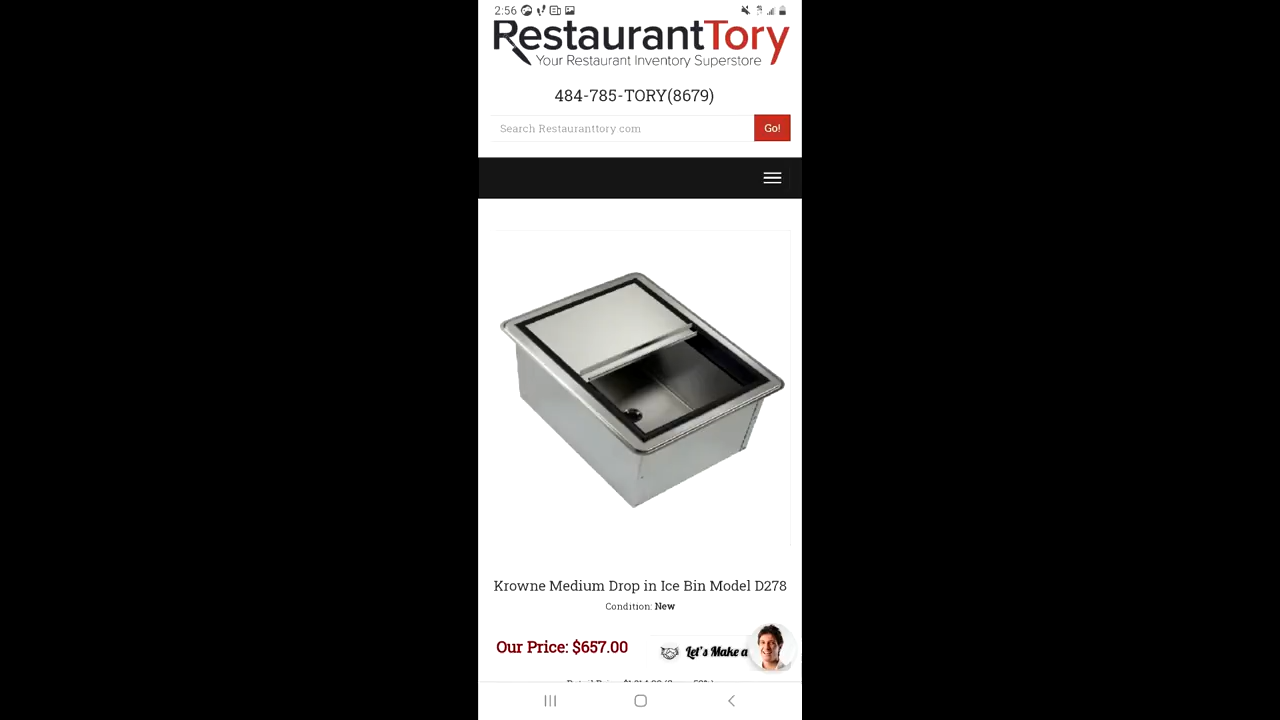 2:56
RestaurantTory
Your Restaurant Inventory Superstore
484-785-TORY(8679)
Search Restauranttory com
Go!
Krowne Medium Drop in Ice Bin Model D278
Condition: New
Our Price: $657.00
Let's Make a